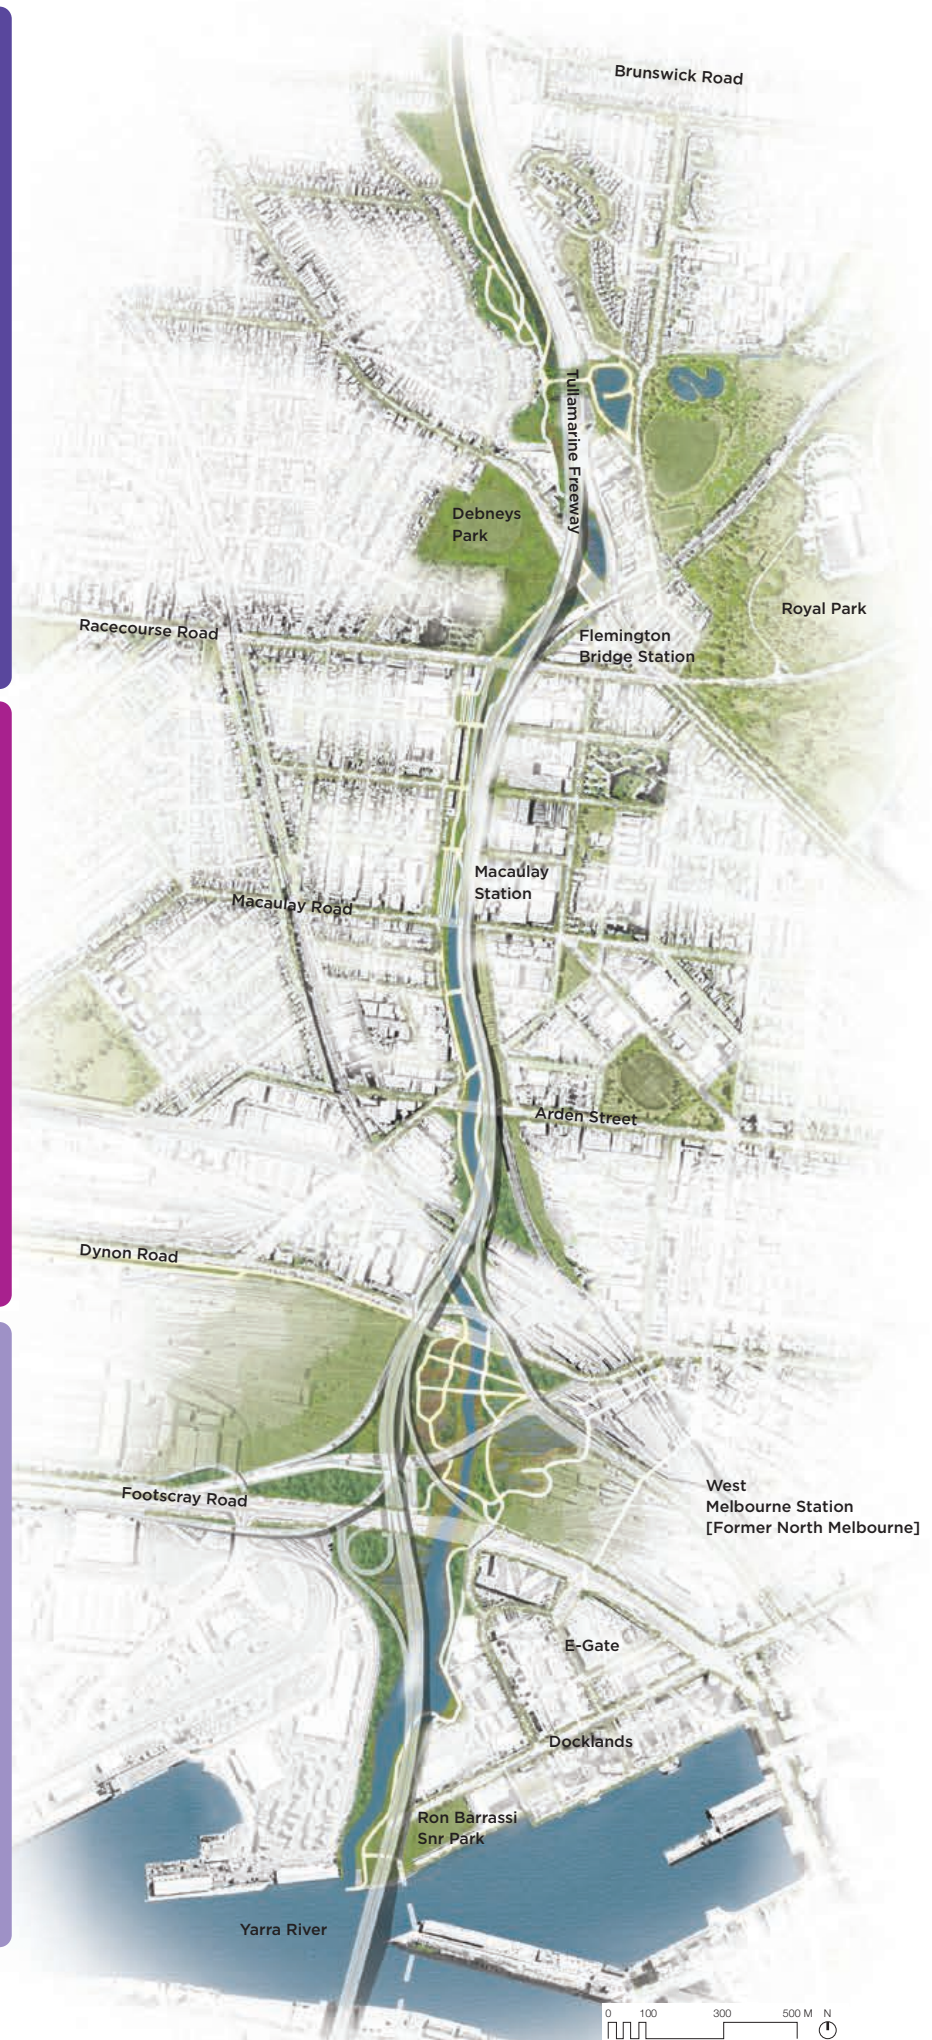 Brunswick Road
Tullamarine Freeway
Debneys
Park
Royal Park
Racecourse Road
Flemington
Bridge Station
Macaulay
Station
Macaulay Road
Arden Street
Dynon Road
West
Melbourne Station
[Former North Melbourne]
Footscray Road
E-Gate
Docklands
Ron Barrassi
Snr Park
Yarra River
0 100 300 500 M N